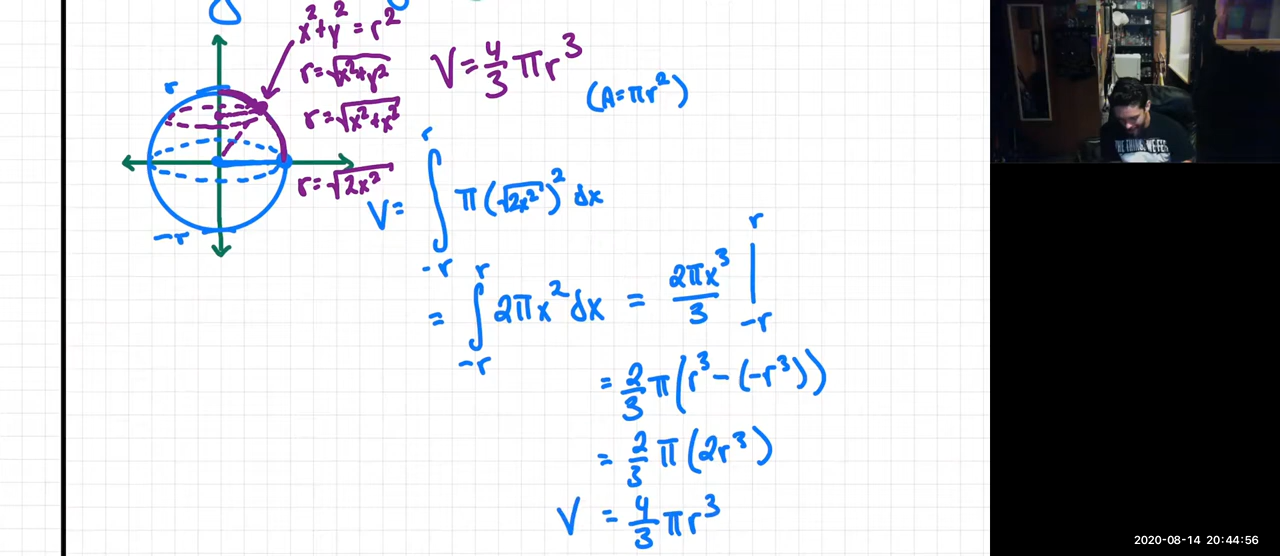 x²+y²=r²
r=√x²+y²
r=√x²+x²
r=√2x²
V=4/3 πr³
(A=πr²)
r
-r
V= ∫_{-r}^{r} π(√2x²)² dx
= ∫_{-r}^{r} 2πx² dx = 2πx³/3 |_{-r}^{r}
= 2/3 π(r³-(-r³))
= 2/3 π(2r³)
V = 4/3 πr³
2020-08-14 20:44:56